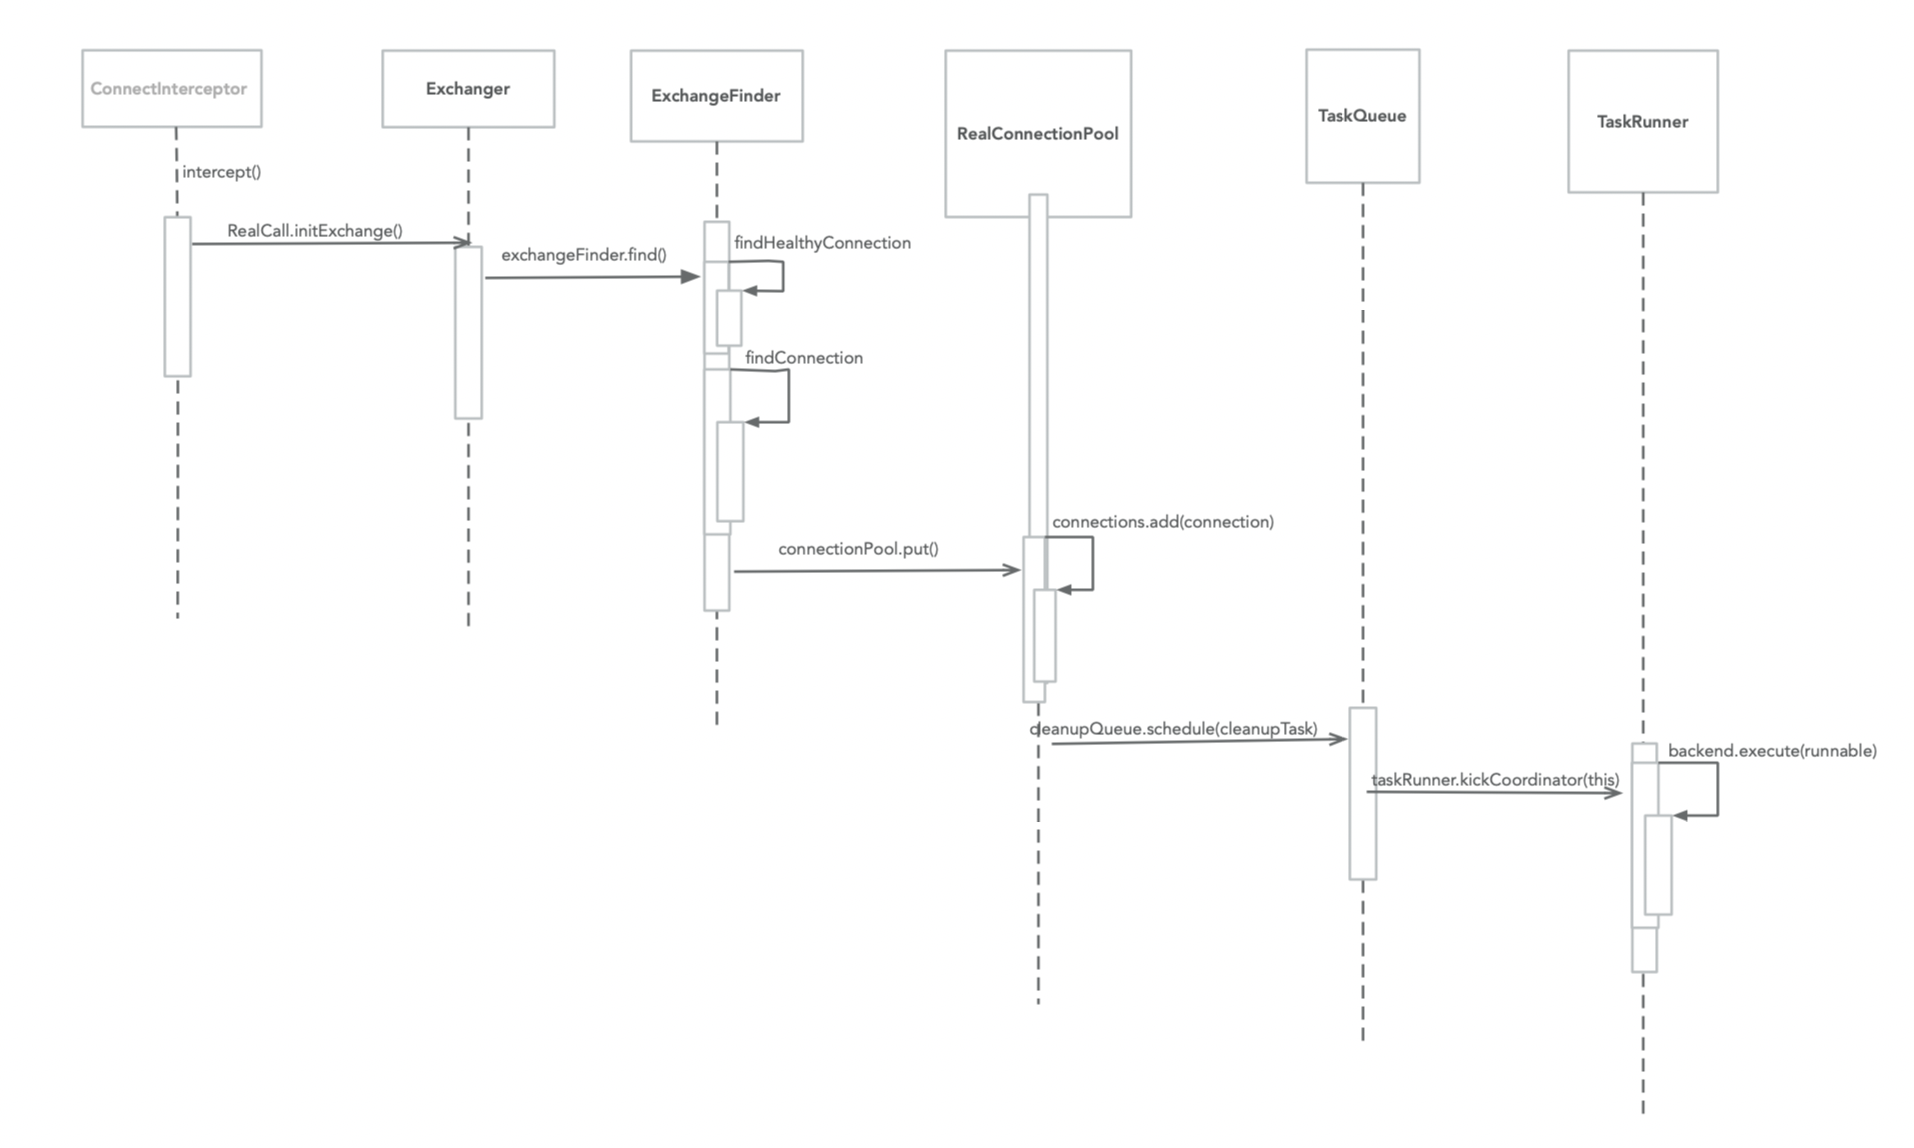 ConnectInterceptor
Exchanger
ExchangeFinder
RealConnectionPool
TaskQueue
TaskRunner
intercept()
RealCall.initExchange()
exchangeFinder.find()
findHealthyConnection
findConnection
connections.add(connection)
connectionPool.put()
cleanupQueue.schedule(cleanupTask)
backend.execute(runnable)
taskRunner.kickCoordinator(this)